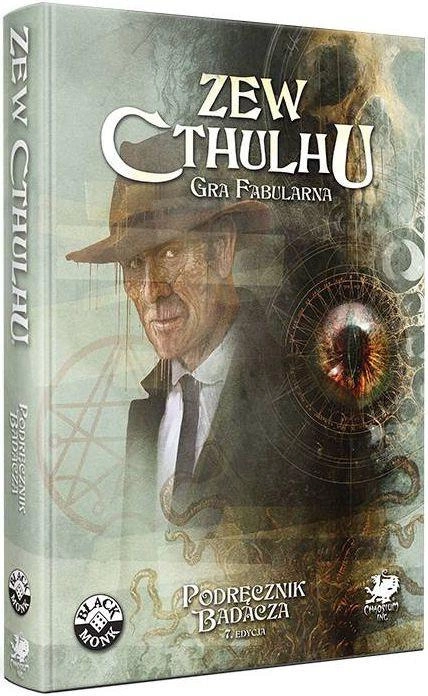 ZEW
CTHULHU
GRA FABULARNA
PODRĘCZNIK
BADACZA
7. EDYCJA
CHAOSIUM
INC.
ZEW CTHULHU
PODRĘCZNIK
BADACZA
BLACK
MONK